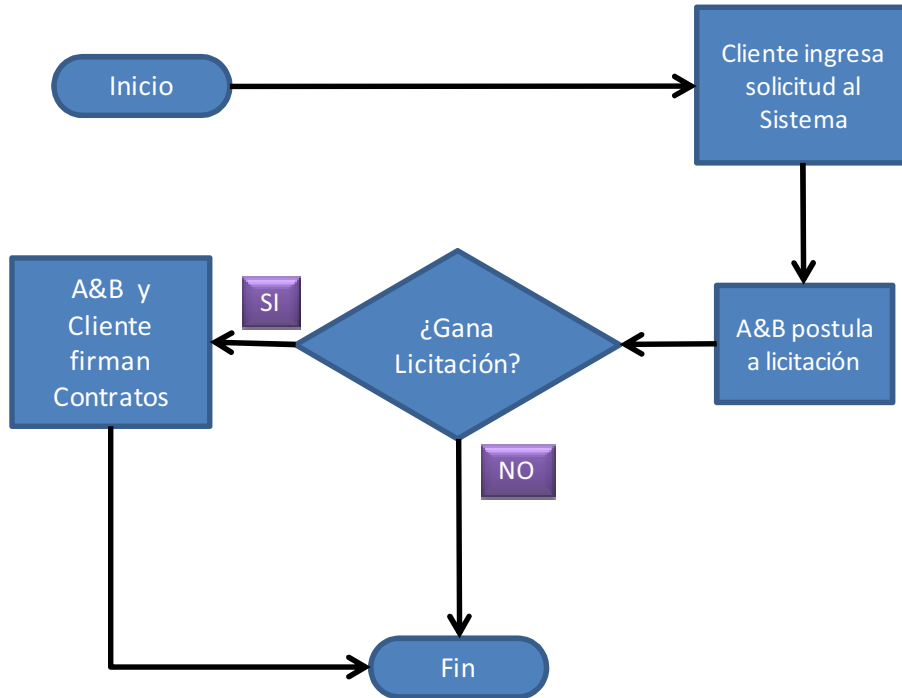 Inicio
Cliente ingresa
solicitud al
Sistema
A&B postula
a licitación
¿Gana
Licitación?
SI
A&B y
Cliente
firman
Contratos
NO
Fin